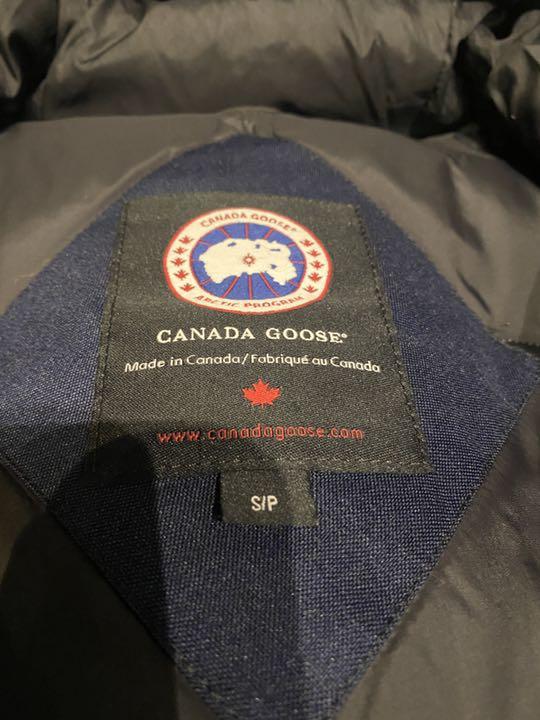 CANADA GOOSE®
ARCTIC PROGRAM
CANADA GOOSE®
Made in Canada/Fabriqué au Canada
www.canadagoose.com
S/P